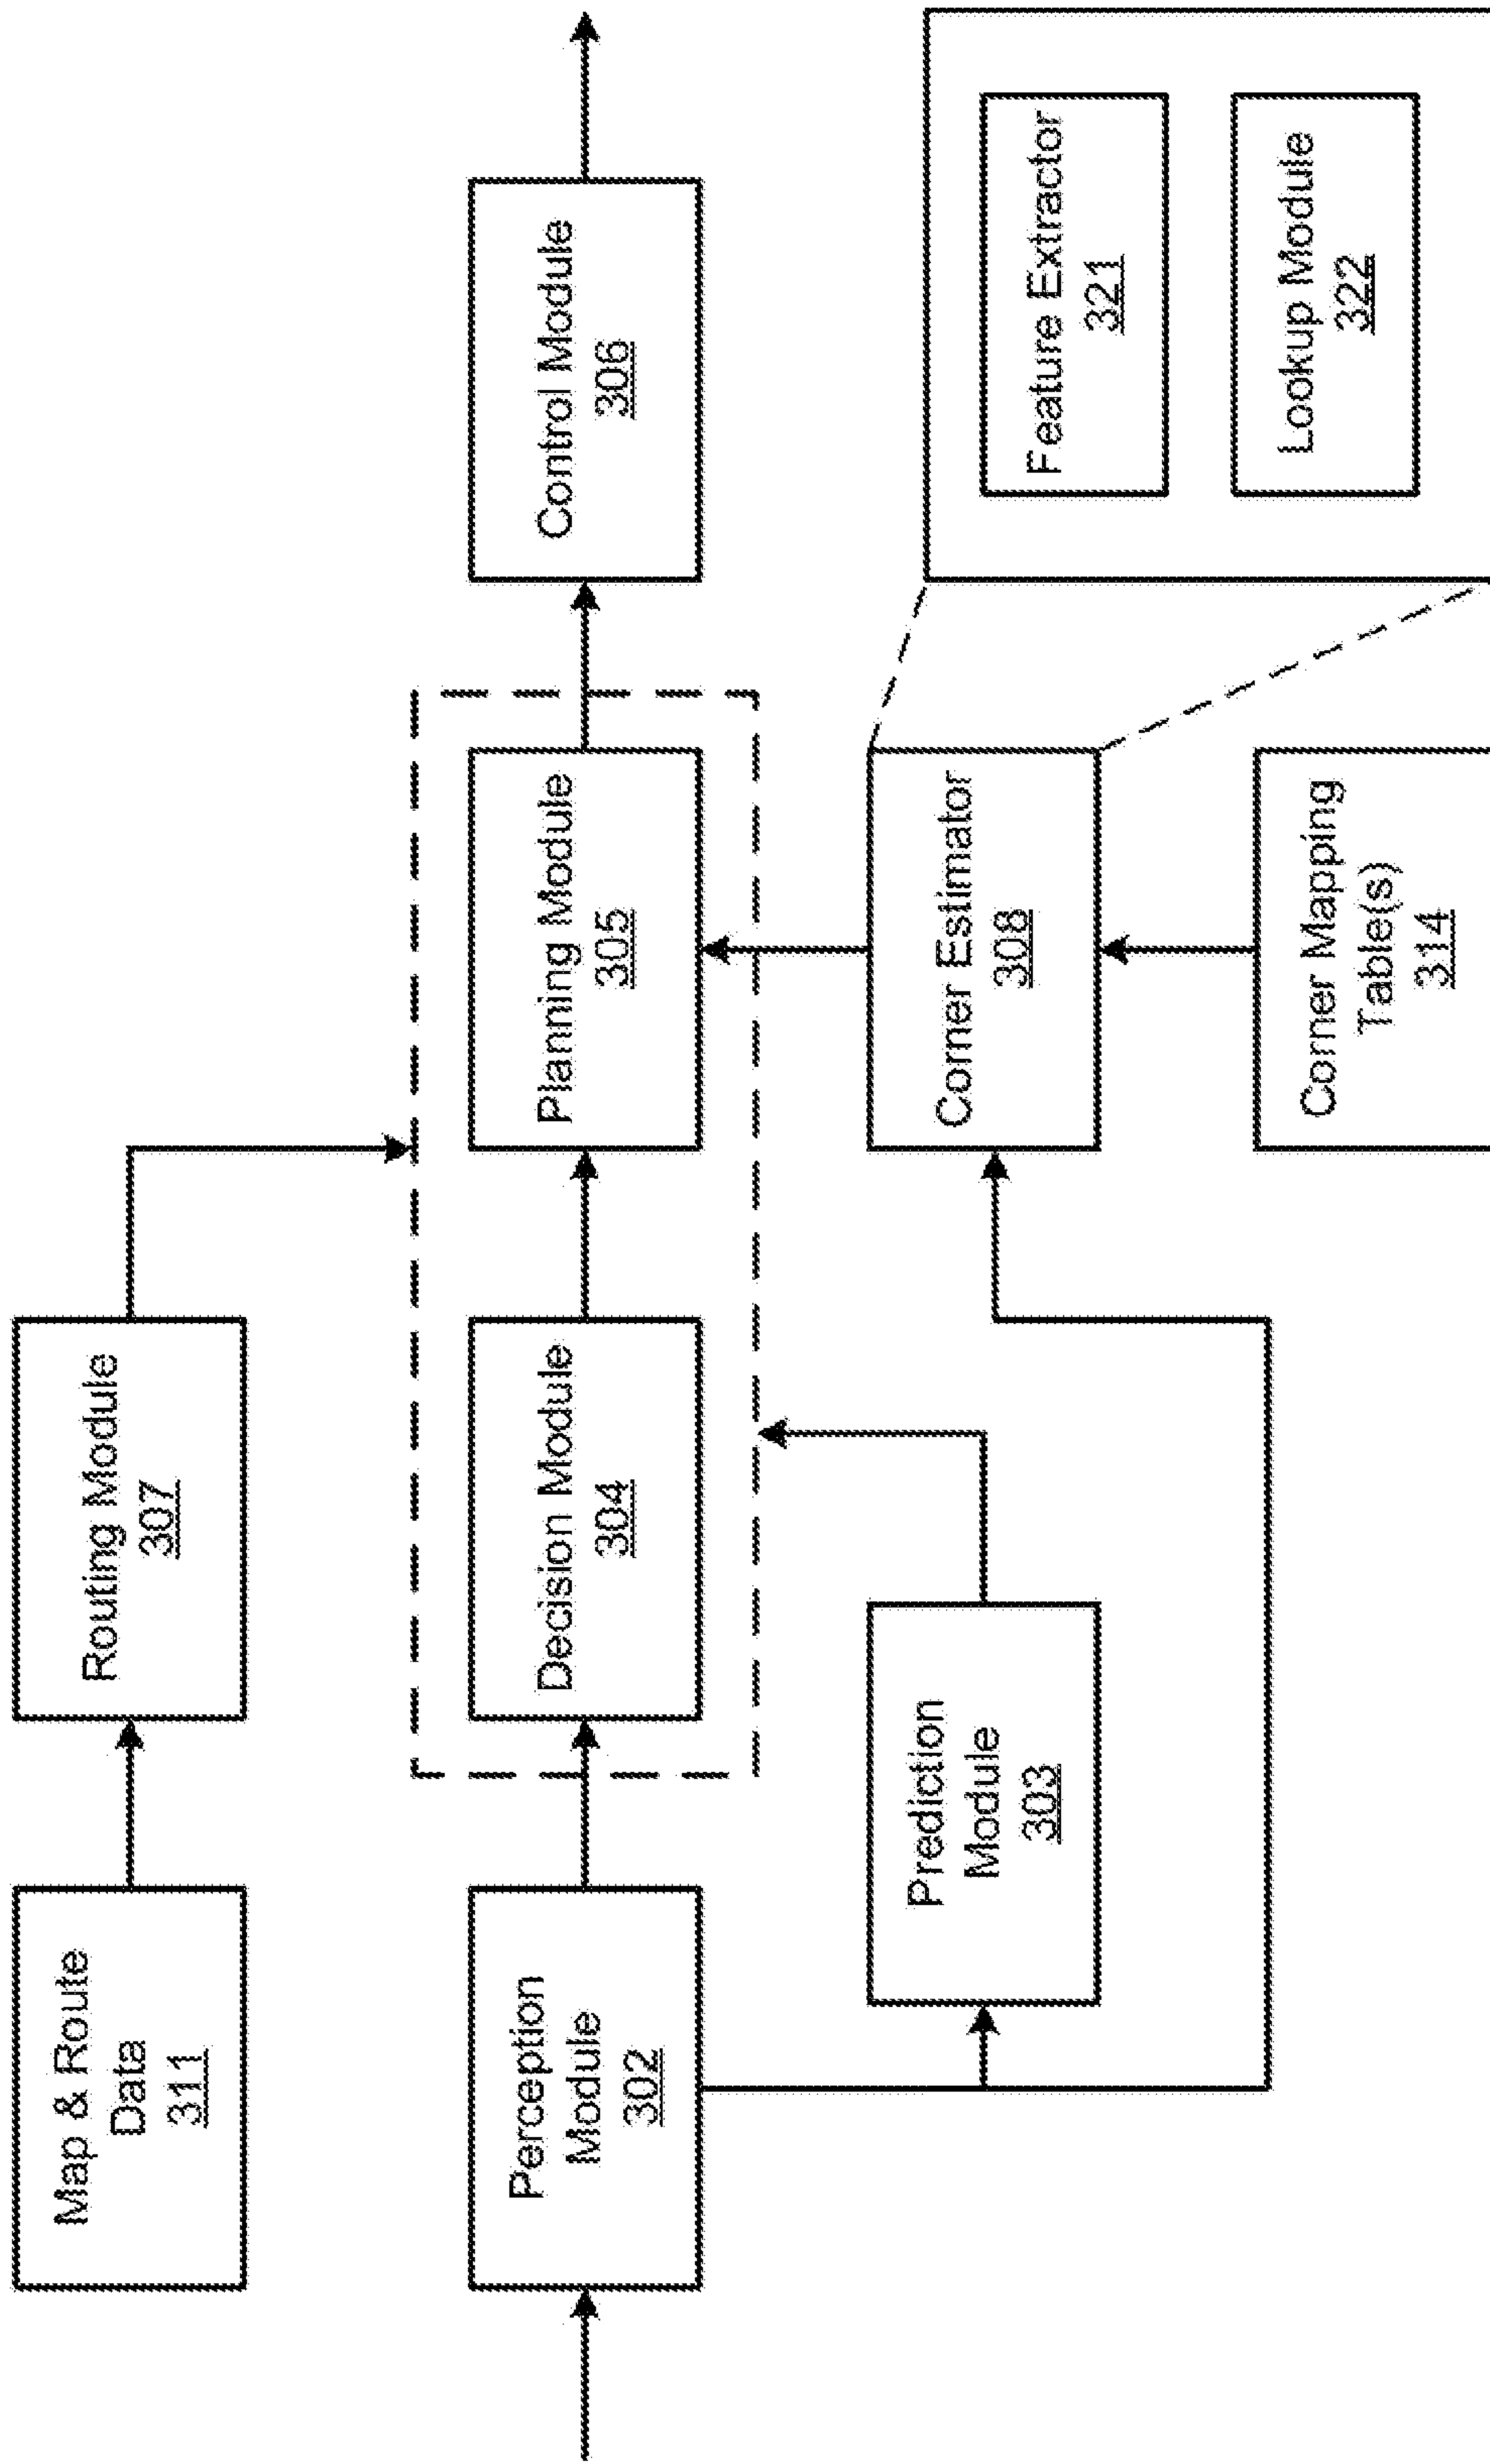 Map & Route
Data
311
Routing Module
307
Perception
Module
302
Decision Module
304
Planning Module
305
Control Module
306
Prediction
Module
303
Corner Estimator
308
Corner Mapping
Table(s)
314
Feature Extractor
321
Lookup Module
322